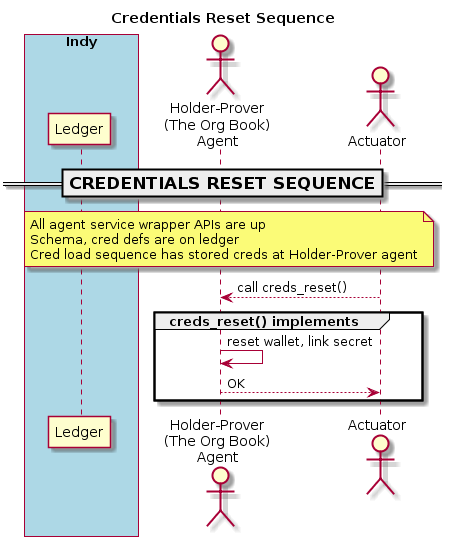 Credentials Reset Sequence
Indy
Ledger
Holder-Prover
(The Org Book)
Agent
Actuator
CREDENTIALS RESET SEQUENCE
All agent service wrapper APIs are up
Schema, cred defs are on ledger
Cred load sequence has stored creds at Holder-Prover agent
call creds_reset()
creds_reset() implements
reset wallet, link secret
OK
Ledger
Holder-Prover
(The Org Book)
Agent
Actuator